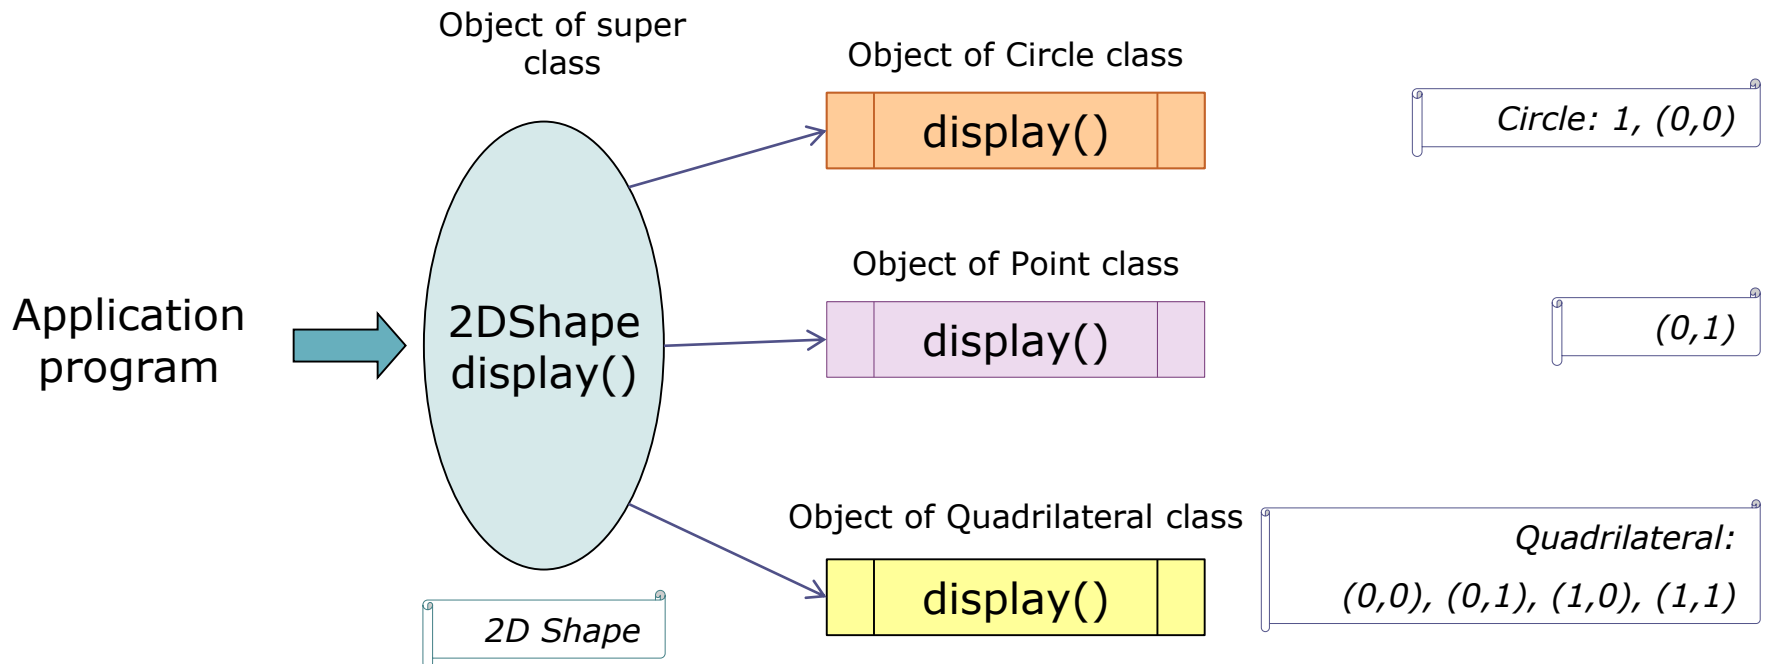 Object of super
class
Object of Circle class
display()
Circle: 1, (0,0)
Object of Point class
Application
program
2DShape
display()
display()
(0,1)
Object of Quadrilateral class
display()
Quadrilateral:
(0,0), (0,1), (1,0), (1,1)
2D Shape